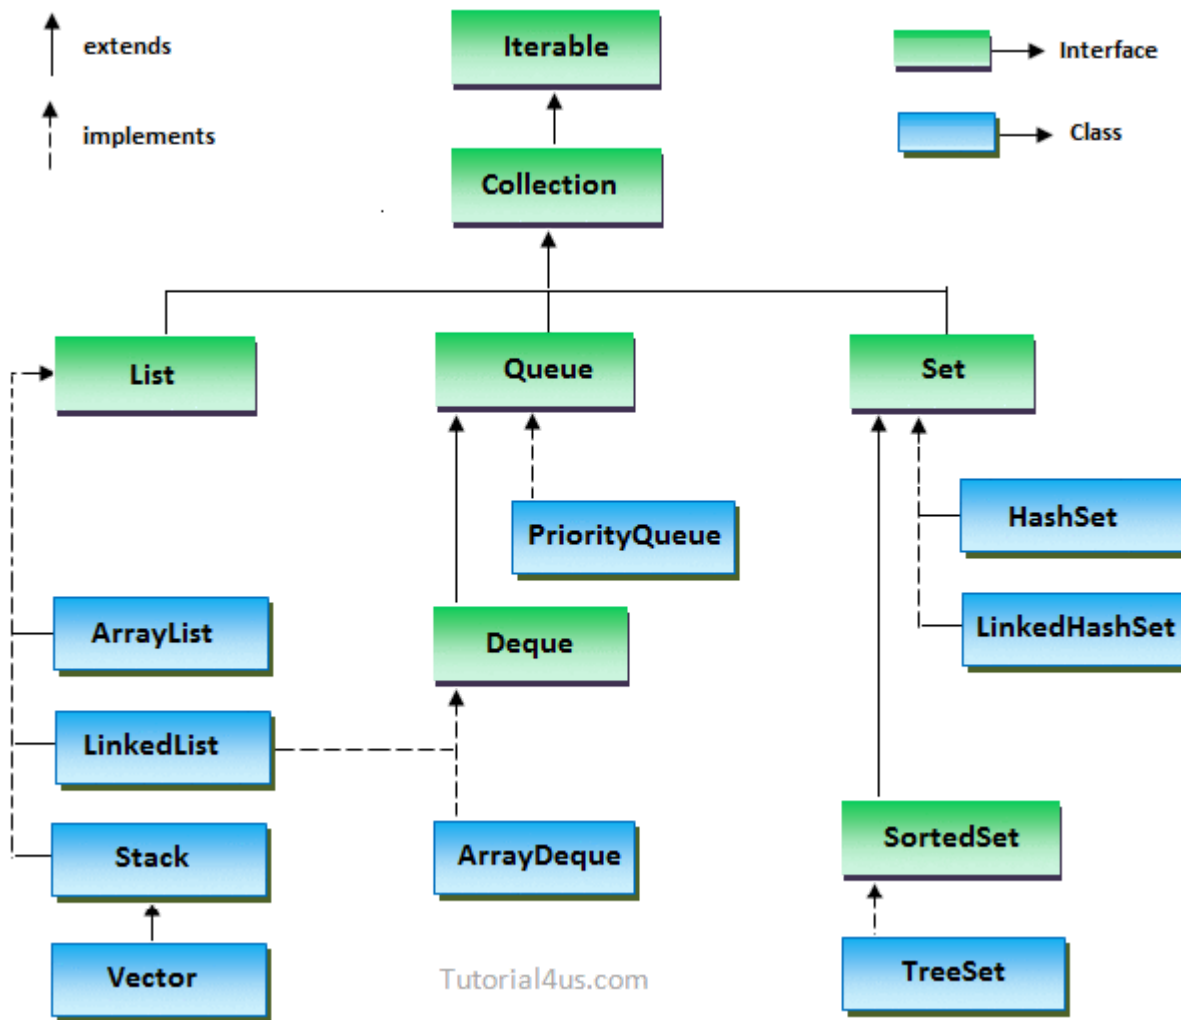 extends
implements
Interface
Class
Iterable
Collection
List
Queue
Set
PriorityQueue
HashSet
LinkedHashSet
ArrayList
Deque
LinkedList
Stack
ArrayDeque
SortedSet
Vector
TreeSet
Tutorial4us.com